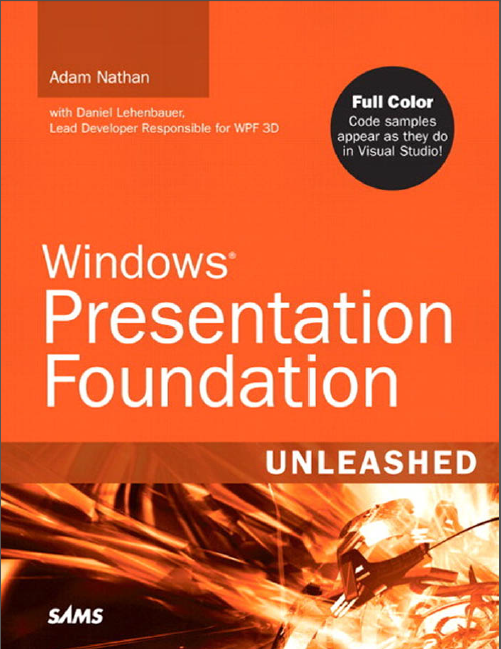 Adam Nathan
with Daniel Lehenbauer,
Lead Developer Responsible for WPF 3D
Full Color
Code samples
appear as they do
in Visual Studio!
Windows®
Presentation
Foundation
UNLEASHED
SAMS